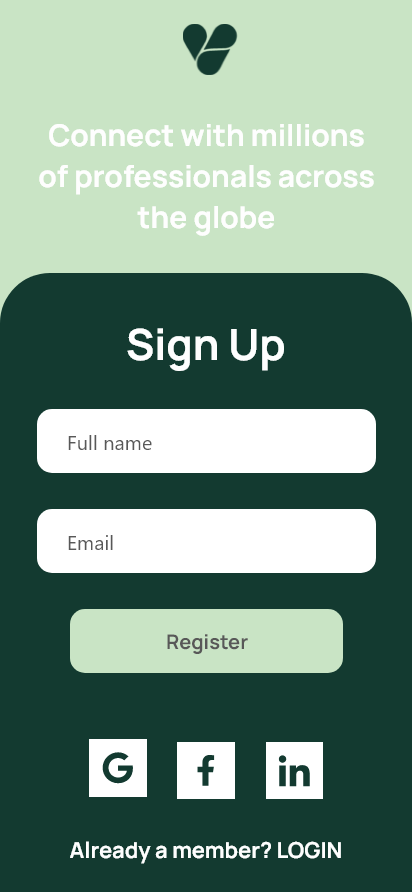 Connect with millions
of professionals across
the globe
Sign Up
Full name
Email
Register
G f in
Already a member? LOGIN